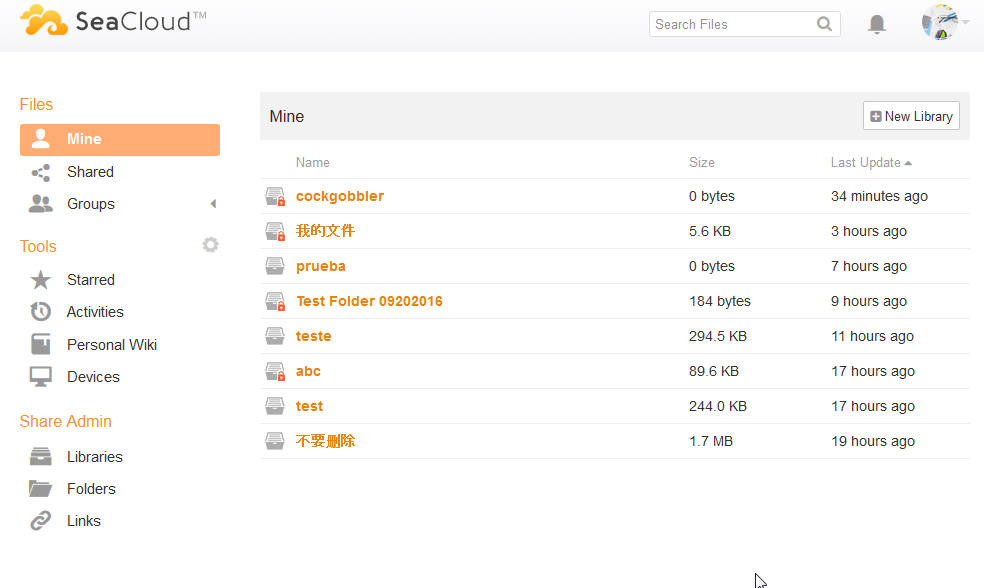 SeaCloud™
Search Files
Files
Mine
Shared
Groups
Tools
Starred
Activities
Personal Wiki
Devices
Share Admin
Libraries
Folders
Links
Mine
New Library
Name Size Last Update
cockgobbler 0 bytes 34 minutes ago
我的文件 5.6 KB 3 hours ago
prueba 0 bytes 7 hours ago
Test Folder 09202016 184 bytes 9 hours ago
teste 294.5 KB 11 hours ago
abc 89.6 KB 17 hours ago
test 244.0 KB 17 hours ago
不要删除 1.7 MB 19 hours ago